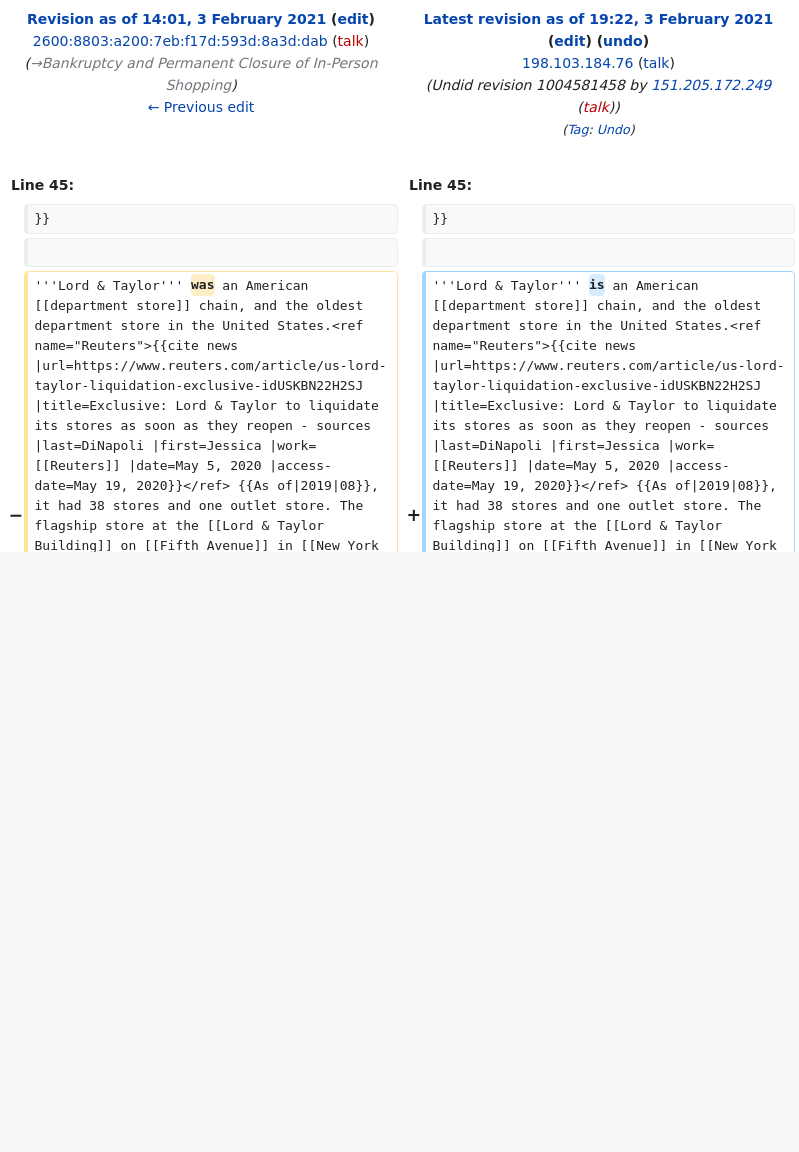 Revision as of 14:01, 3 February 2021 (edit)
2600:8803:a200:7eb:f17d:593d:8a3d:dab (talk)
(→Bankruptcy and Permanent Closure of In-Person
Shopping)
← Previous edit
Latest revision as of 19:22, 3 February 2021
(edit) (undo)
198.103.184.76 (talk)
(Undid revision 1004581458 by 151.205.172.249
(talk))
(Tag: Undo)
Line 45:
Line 45:
}}
}}
'''Lord & Taylor''' was an American
[[department store]] chain, and the oldest
department store in the United States.<ref
name="Reuters">{{cite news
|url=https://www.reuters.com/article/us-lord-
taylor-liquidation-exclusive-idUSKBN22H2SJ
|title=Exclusive: Lord & Taylor to liquidate
its stores as soon as they reopen - sources
|last=DiNapoli |first=Jessica |work=
[[Reuters]] |date=May 5, 2020 |access-
date=May 19, 2020}}</ref> {{As of|2019|08}},
− it had 38 stores and one outlet store. The
flagship store at the [[Lord & Taylor
Building]] on [[Fifth Avenue]] in [[New York
'''Lord & Taylor''' is an American
[[department store]] chain, and the oldest
department store in the United States.<ref
name="Reuters">{{cite news
|url=https://www.reuters.com/article/us-lord-
taylor-liquidation-exclusive-idUSKBN22H2SJ
|title=Exclusive: Lord & Taylor to liquidate
its stores as soon as they reopen - sources
|last=DiNapoli |first=Jessica |work=
[[Reuters]] |date=May 5, 2020 |access-
date=May 19, 2020}}</ref> {{As of|2019|08}},
+ it had 38 stores and one outlet store. The
flagship store at the [[Lord & Taylor
Building]] on [[Fifth Avenue]] in [[New York